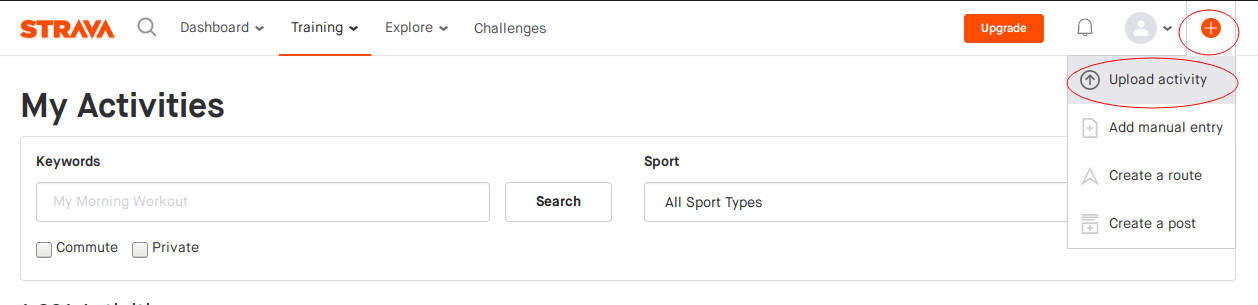 STRAVA Dashboard Training Explore Challenges Upgrade
Upload activity
My Activities
Add manual entry
Keywords Sport
Create a route
My Morning Workout Search All Sport Types
Create a post
Commute Private